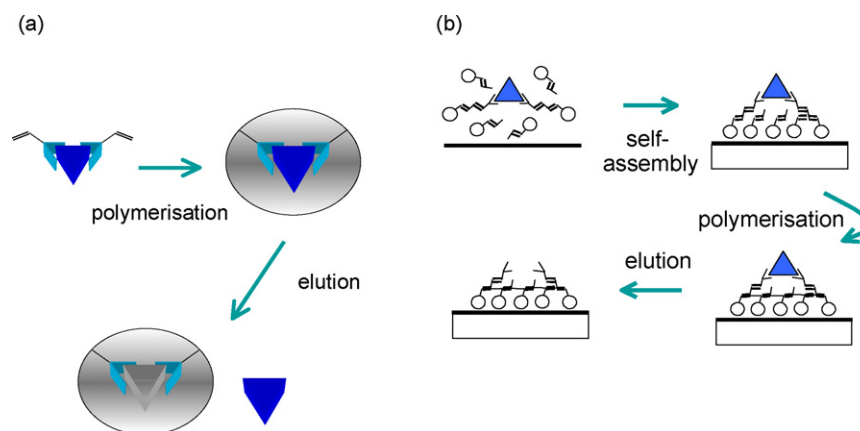 (a)
polymerisation
elution
(b)
self-
assembly
polymerisation
elution